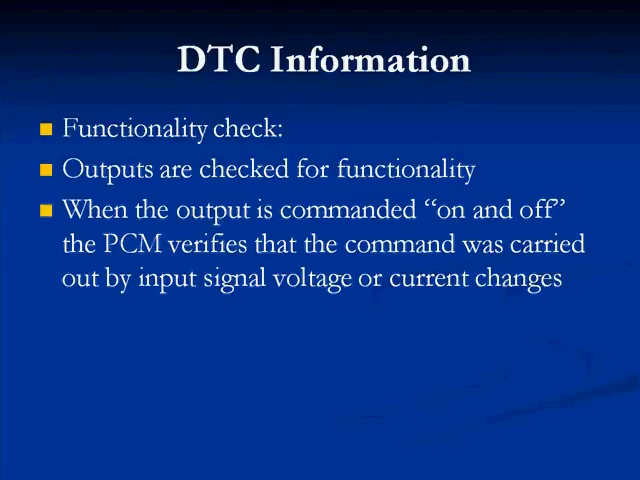 DTC Information
Functionality check:
Outputs are checked for functionality
When the output is commanded “on and off”
the PCM verifies that the command was carried
out by input signal voltage or current changes